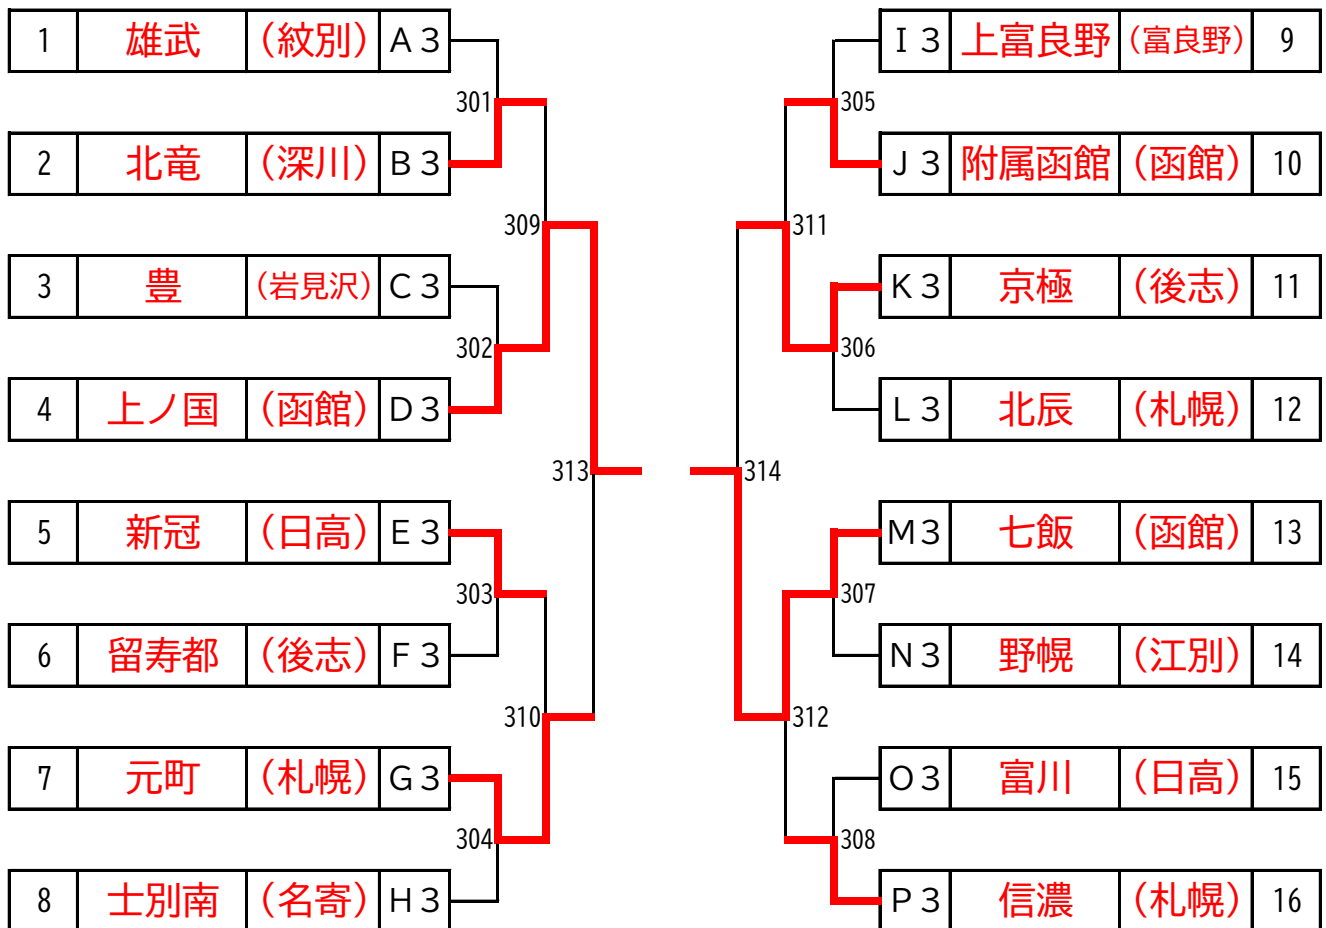 1 雄武 (紋別) A3 I3 上富良野 (富良野) 9
301 305
2 北竜 (深川) B3 J3 附属函館 (函館) 10
309 311
3 豊 (岩見沢) C3 K3 京極 (後志) 11
302 306
4 上ノ国 (函館) D3 L3 北辰 (札幌) 12
313 314
5 新冠 (日高) E3 M3 七飯 (函館) 13
303 307
6 留寿都 (後志) F3 N3 野幌 (江別) 14
310 312
7 元町 (札幌) G3 O3 富川 (日高) 15
304 308
8 士別南 (名寄) H3 P3 信濃 (札幌) 16